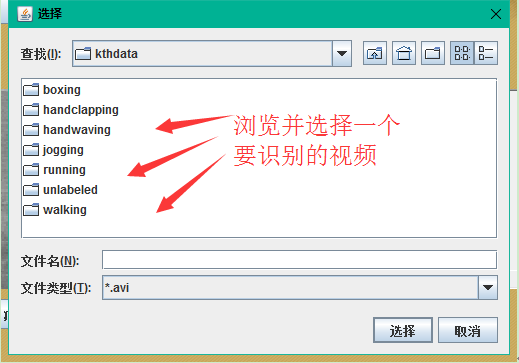 选择
查找(I):
kthdata
boxing
handclapping
handwaving
jogging
running
unlabeled
walking
浏览并选择一个
要识别的视频
文件名(N):
文件类型(T):
*.avi
选择
取消